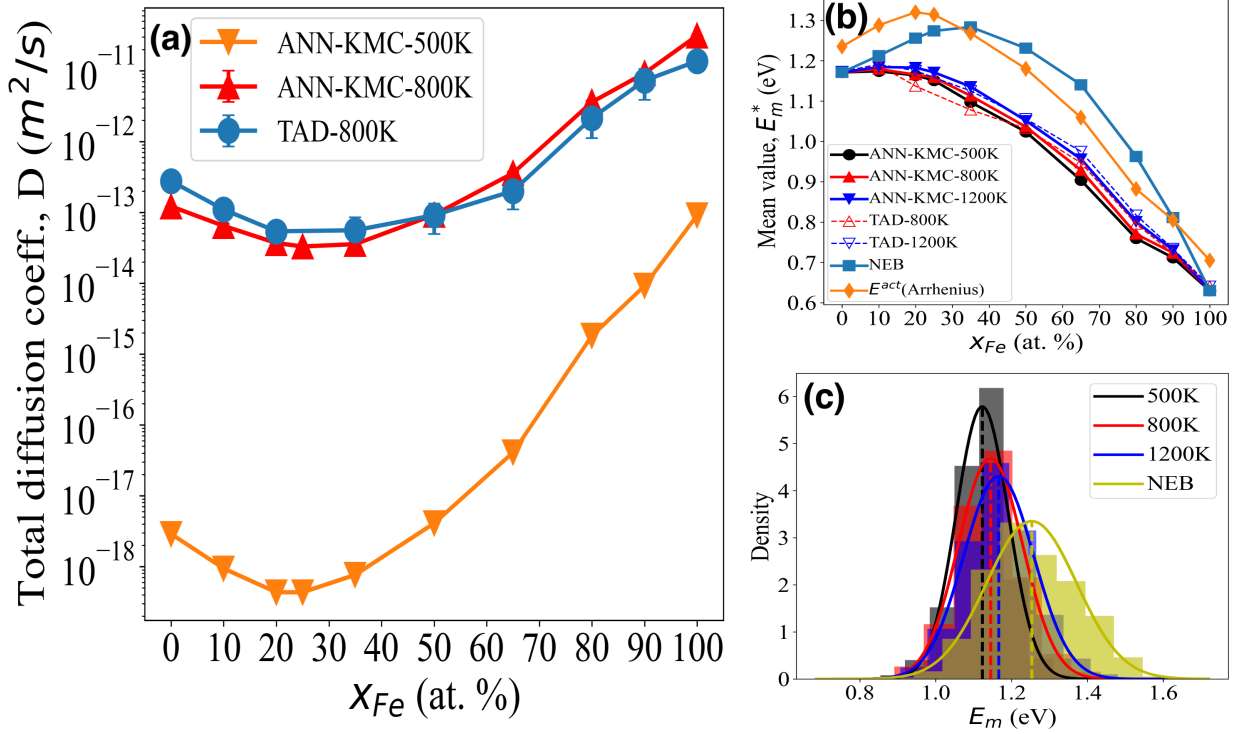 (a)
ANN-KMC-500K
ANN-KMC-800K
TAD-800K
Total diffusion coeff., D (m²/s)
10⁻¹¹
10⁻¹²
10⁻¹³
10⁻¹⁴
10⁻¹⁵
10⁻¹⁶
10⁻¹⁷
10⁻¹⁸
0 10 20 30 40 50 60 70 80 90 100
x_Fe (at. %)
(b)
Mean value, E*_m (eV)
1.3
1.2
1.1
1.0
0.9
0.8
0.7
0.6
ANN-KMC-500K
ANN-KMC-800K
ANN-KMC-1200K
TAD-800K
TAD-1200K
NEB
E^act(Arrhenius)
0 10 20 30 40 50 60 70 80 90 100
x_Fe (at. %)
(c)
500K
800K
1200K
NEB
Density
6
5
4
3
2
1
0
0.8 1.0 1.2 1.4 1.6
E_m (eV)